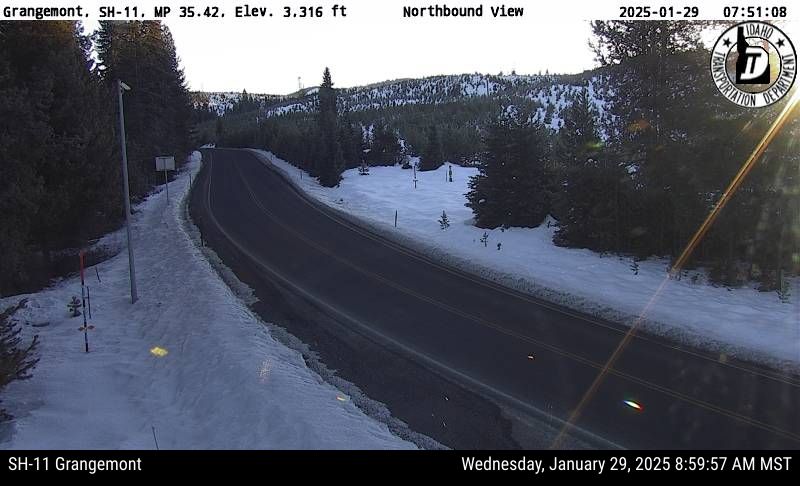 Grangemont, SH-11, MP 35.42, Elev. 3,316 ft Northbound View 2025-01-29 07:51:08
IDAHO
TRANSPORTATION DEPARTMENT
SH-11 Grangemont Wednesday, January 29, 2025 8:59:57 AM MST